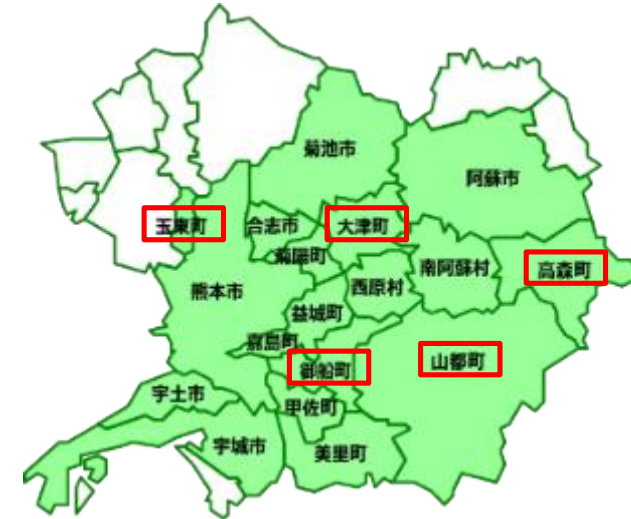 菊池市
阿蘇市
玉東町
合志市
大津町
菊陽町
南阿蘇村
高森町
熊本市
西原村
益城町
嘉島町
御船町
山都町
宇土市
甲佐町
宇城市
美里町